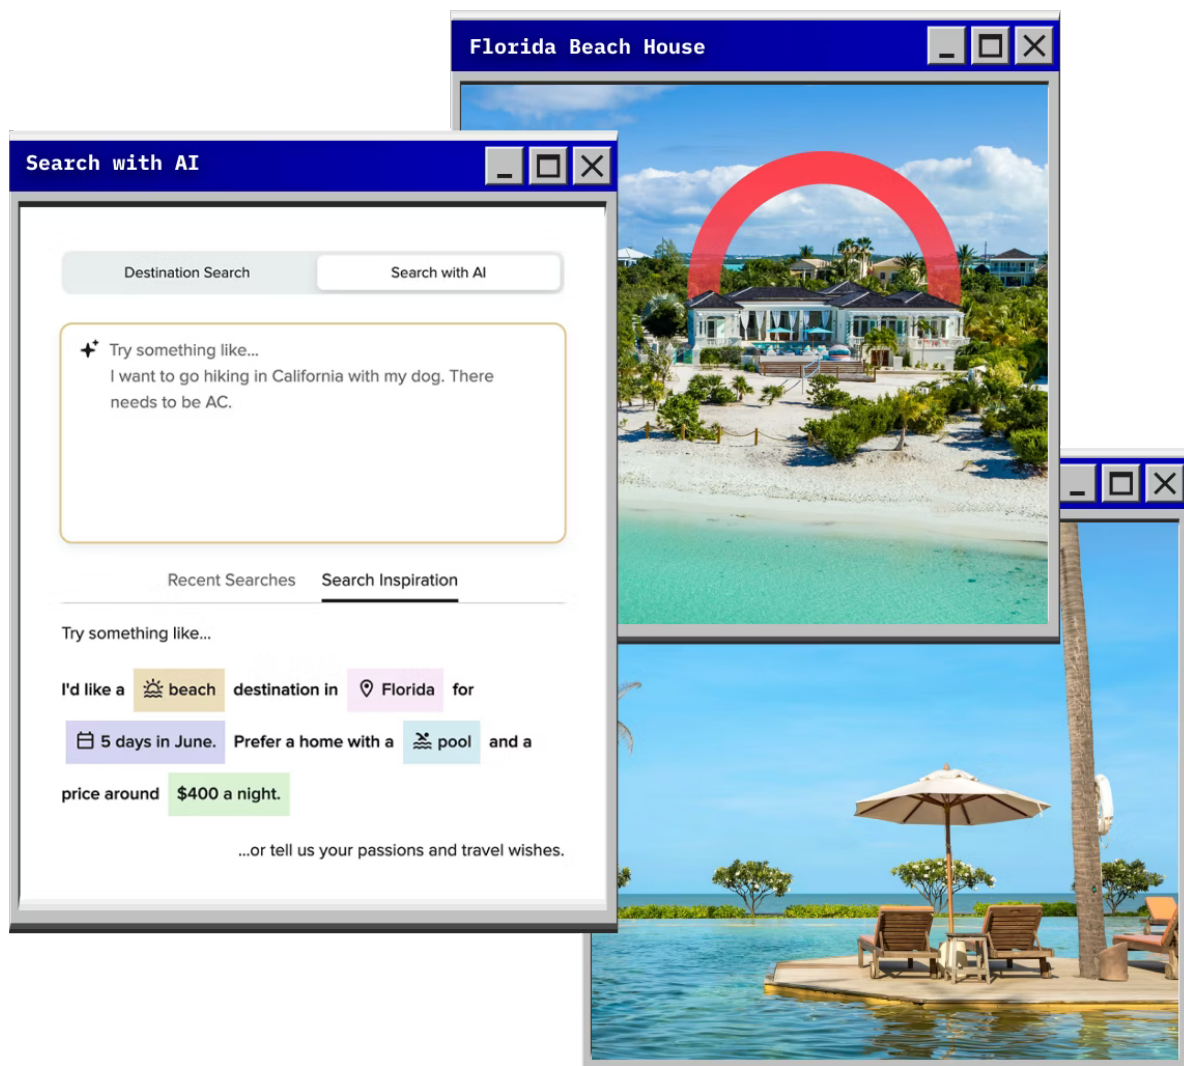 Florida Beach House
Search with AI
Destination Search
Search with AI
Try something like...
I want to go hiking in California with my dog. There
needs to be AC.
Recent Searches
Search Inspiration
Try something like...
I'd like a beach destination in Florida for
5 days in June. Prefer a home with a pool and a
price around $400 a night.
...or tell us your passions and travel wishes.